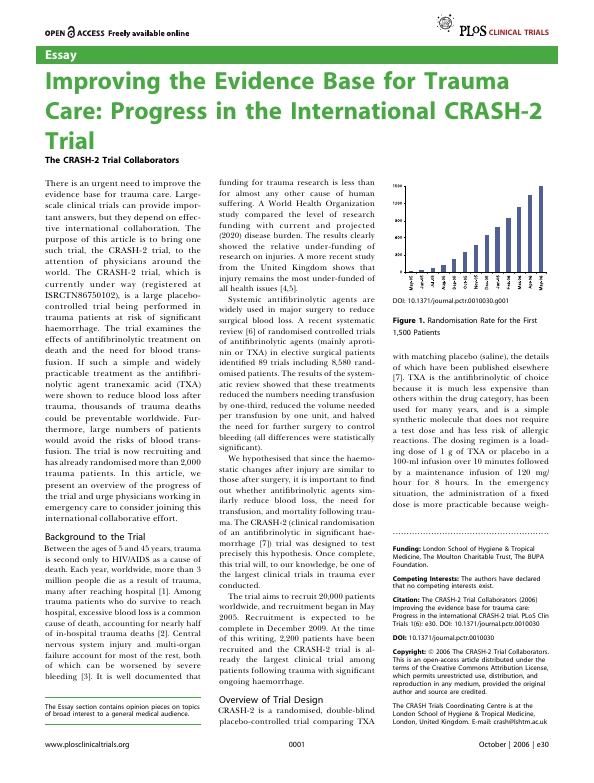 OPEN ACCESS Freely available online
PLoS CLINICAL TRIALS
Essay
Improving the Evidence Base for Trauma
Care: Progress in the International CRASH-2
Trial
The CRASH-2 Trial Collaborators
There is an urgent need to improve the
evidence base for trauma care. Large-
scale clinical trials can provide impor-
tant answers, but they depend on effec-
tive international collaboration. The
purpose of this article is to bring one
such trial, the CRASH-2 trial, to the
attention of physicians around the
world. The CRASH-2 trial, which is
currently under way (registered at
ISRCTN86750102), is a large placebo-
controlled trial being performed in
trauma patients at risk of significant
haemorrhage. The trial examines the
effects of antifibrinolytic treatment on
death and the need for blood trans-
fusion. If such a simple and widely
practicable treatment as the antifibri-
nolytic agent tranexamic acid (TXA)
were shown to reduce blood loss after
trauma, thousands of trauma deaths
could be preventable worldwide. Fur-
thermore, large numbers of patients
would avoid the risks of blood trans-
fusion. The trial is now recruiting and
has already randomised more than 2,000
trauma patients. In this article, we
present an overview of the progress of
the trial and urge physicians working in
emergency care to consider joining this
international collaborative effort.
Background to the Trial
Between the ages of 5 and 45 years, trauma
is second only to HIV/AIDS as a cause of
death. Each year, worldwide, more than 3
million people die as a result of trauma,
many after reaching hospital [1]. Among
trauma patients who do survive to reach
hospital, excessive blood loss is a common
cause of death, accounting for nearly half
of in-hospital trauma deaths [2]. Central
nervous system injury and multi-organ
failure account for most of the rest, both
of which can be worsened by severe
bleeding [3]. It is well documented that
The Essay section contains opinion pieces on topics
of broad interest to a general medical audience.
funding for trauma research is less than
for almost any other cause of human
suffering. A World Health Organization
study compared the level of research
funding with current and projected
(2020) disease burden. The results clearly
showed the relative under-funding of
research on injuries. A more recent study
from the United Kingdom shows that
injury remains the most under-funded of
all health issues [4,5].
Systemic antifibrinolytic agents are
widely used in major surgery to reduce
surgical blood loss. A recent systematic
review [6] of randomised controlled trials
of antifibrinolytic agents (mainly aproti-
nin or TXA) in elective surgical patients
identified 89 trials including 8,580 rand-
omised patients. The results of the system-
atic review showed that these treatments
reduced the numbers needing transfusion
by one-third, reduced the volume needed
per transfusion by one unit, and halved
the need for further surgery to control
bleeding (all differences were statistically
significant).
We hypothesised that since the haemo-
static changes after injury are similar to
those after surgery, it is important to find
out whether antifibrinolytic agents sim-
ilarly reduce blood loss, the need for
transfusion, and mortality following trau-
ma. The CRASH-2 (clinical randomisation
of an antifibrinolytic in significant hae-
morrhage [7]) trial was designed to test
precisely this hypothesis. Once complete,
this trial will, to our knowledge, be one of
the largest clinical trials in trauma ever
conducted.
The trial aims to recruit 20,000 patients
worldwide, and recruitment began in May
2005. Recruitment is expected to be
complete in December 2009. At the time
of this writing, 2,200 patients have been
recruited and the CRASH-2 trial is al-
ready the largest clinical trial among
patients following trauma with significant
ongoing haemorrhage.
Overview of Trial Design
CRASH-2 is a randomised, double-blind
placebo-controlled trial comparing TXA
1500
1200
900
600
300
0
May-05 Jun-05 Jul-05 Aug-05 Sep-05 Oct-05 Nov-05 Dec-05 Jan-06 Feb-06 Mar-06 Apr-06 May-06
DOI: 10.1371/journal.pctr.0010030.g001
Figure 1. Randomisation Rate for the First
1,500 Patients
with matching placebo (saline), the details
of which have been published elsewhere
[7]. TXA is the antifibrinolytic of choice
because it is much less expensive than
others within the drug category, has been
used for many years, and is a simple
synthetic molecule that does not require
a test dose and has less risk of allergic
reactions. The dosing regimen is a load-
ing dose of 1 g of TXA or placebo in a
100-ml infusion over 10 minutes followed
by a maintenance infusion of 120 mg/
hour for 8 hours. In the emergency
situation, the administration of a fixed
dose is more practicable because weigh-
Funding: London School of Hygiene & Tropical
Medicine, The Moulton Charitable Trust, the BUPA
Foundation.
Competing Interests: The authors have declared
that no competing interests exist.
Citation: The CRASH-2 Trial Collaborators (2006)
Improving the evidence base for trauma care:
Progress in the international CRASH-2 trial. PLoS Clin
Trials 1(6): e30. DOI: 10.1371/journal.pctr.0010030
DOI: 10.1371/journal.pctr.0010030
Copyright: © 2006 The CRASH-2 Trial Collaborators.
This is an open-access article distributed under the
terms of the Creative Commons Attribution License,
which permits unrestricted use, distribution, and
reproduction in any medium, provided the original
author and source are credited.
The CRASH Trials Coordinating Centre is at the
London School of Hygiene & Tropical Medicine,
London, United Kingdom. E-mail: crash@lshtm.ac.uk
www.plosclinicaltrials.org
0001
October | 2006 | e30